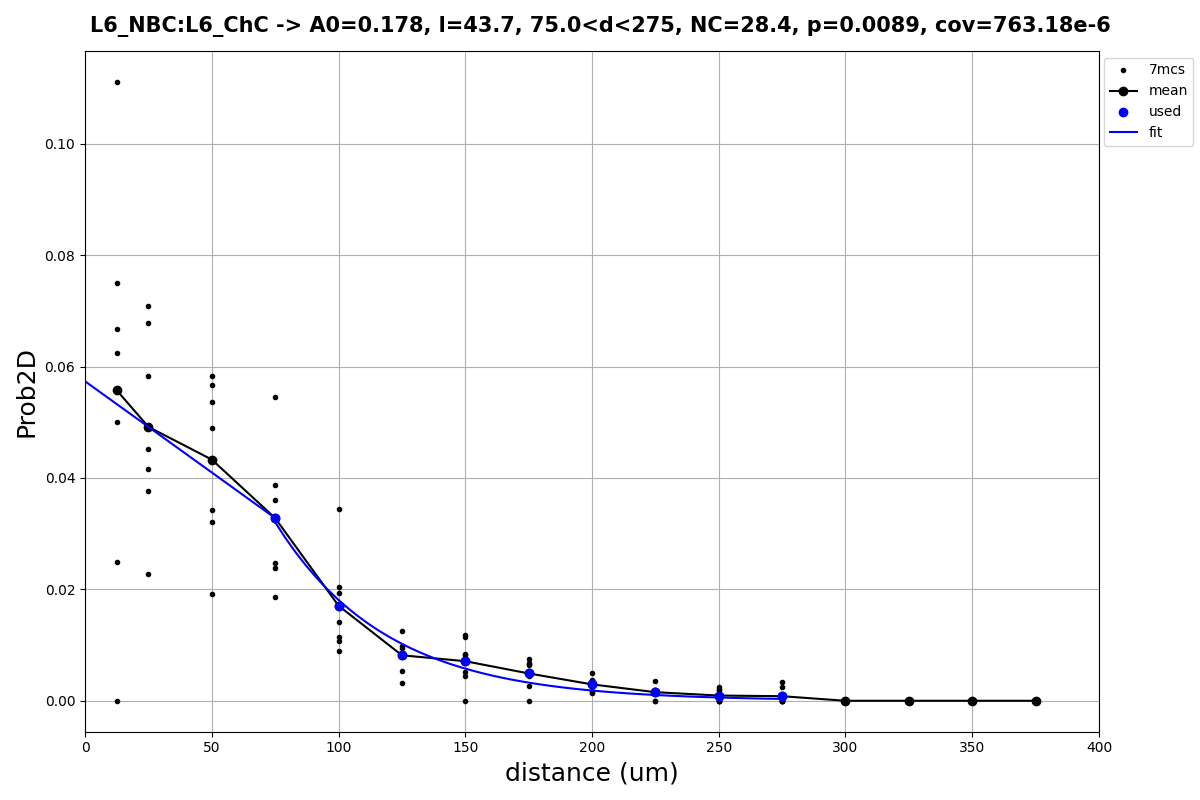 L6_NBC:L6_ChC -> A0=0.178, l=43.7, 75.0<d<275, NC=28.4, p=0.0089, cov=763.18e-6
7mcs
mean
used
fit
0.10
0.08
0.06
0.04
0.02
0.00
Prob2D
0 50 100 150 200 250 300 350 400
distance (um)